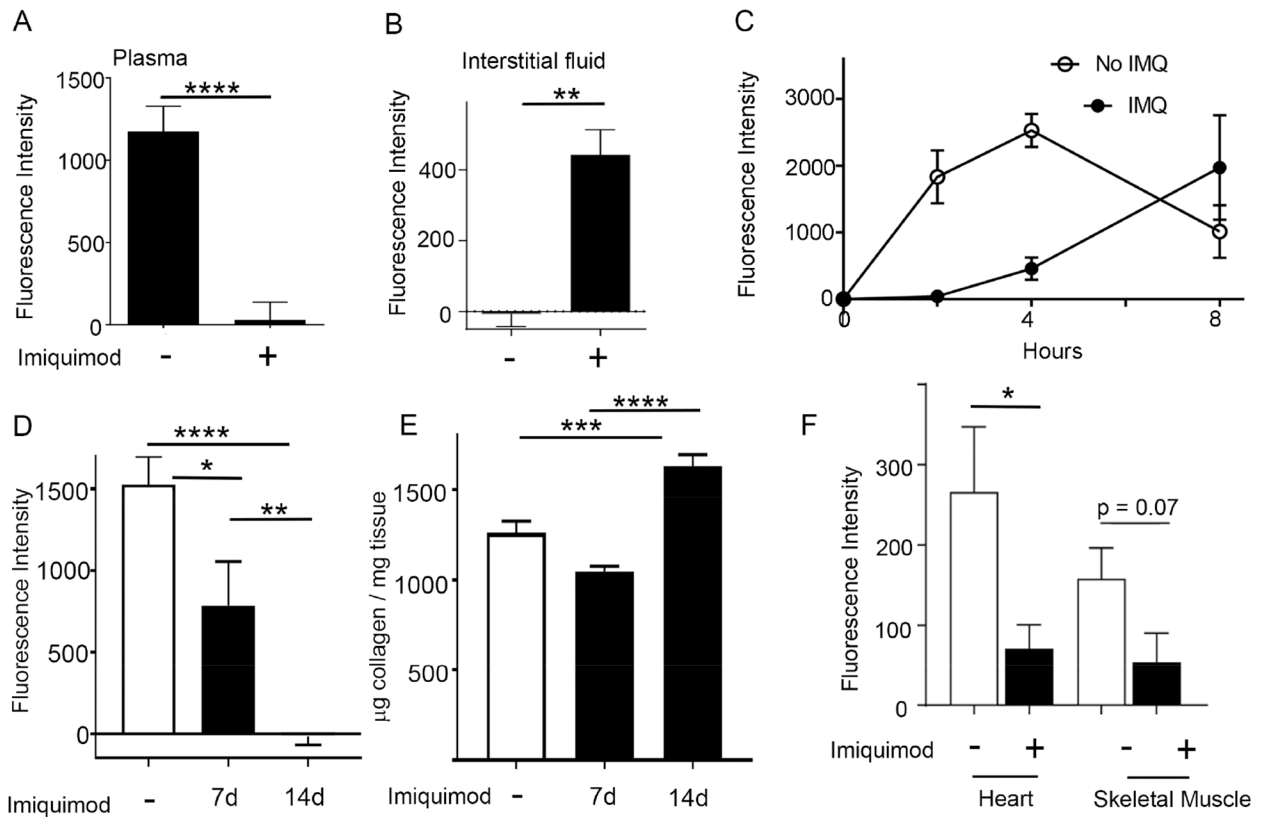 A
Plasma
Fluorescence Intensity
1500
1000
500
0
****
Imiquimod - +
B
Interstitial fluid
Fluorescence Intensity
400
200
0
**
- +
C
Fluorescence Intensity
3000
2000
1000
0
No IMQ
IMQ
0 4 8
Hours
D
Fluorescence Intensity
1500
1000
500
0
****
*
**
Imiquimod - 7d 14d
E
µg collagen / mg tissue
1500
1000
500
****
***
Imiquimod - 7d 14d
F
Fluorescence Intensity
300
200
100
0
*
p = 0.07
Imiquimod - + - +
Heart Skeletal Muscle